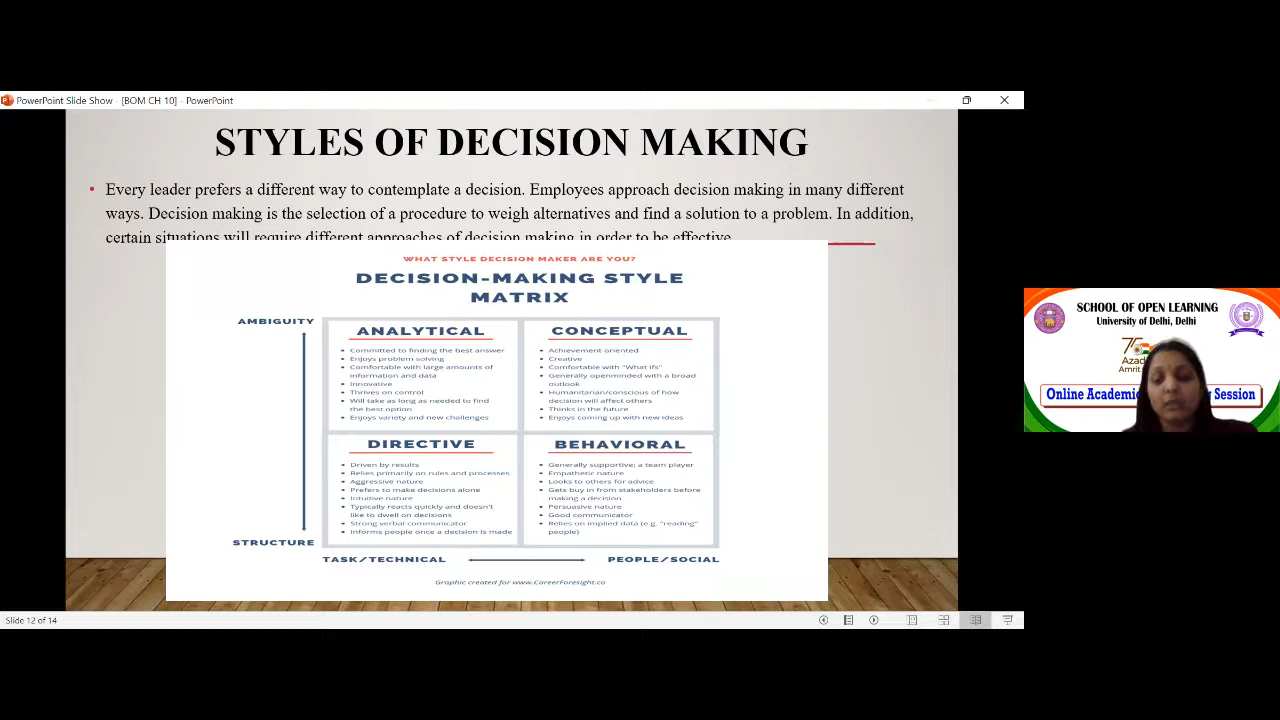 PowerPoint Slide Show - [BOM CH 10] - PowerPoint
STYLES OF DECISION MAKING
• Every leader prefers a different way to contemplate a decision. Employees approach decision making in many different
ways. Decision making is the selection of a procedure to weigh alternatives and find a solution to a problem. In addition,
certain situations will require different approaches of decision making in order to be effective.
WHAT STYLE DECISION MAKER ARE YOU?
DECISION-MAKING STYLE
MATRIX
AMBIGUITY
ANALYTICAL
• Committed to finding the best answer
• Enjoys problem solving
• Comfortable with large amounts of
information and data
• Innovative
• Thrives on control
• Will take as long as needed to find
the best option
• Enjoys variety and new challenges
CONCEPTUAL
• Achievement oriented
• Creative
• Comfortable with "What ifs"
• Generally openminded with a broad
outlook
• Humanitarian/conscious of how
decision will affect others
• Thinks in the future
• Enjoys coming up with new ideas
DIRECTIVE
• Driven by results
• Relies primarily on rules and processes
• Aggressive nature
• Prefers to make decisions alone
• Intuitive nature
• Typically reacts quickly and doesn't
like to dwell on decisions
• Strong verbal communicator
• Informs people once a decision is made
BEHAVIORAL
• Generally supportive; a team player
• Empathetic nature
• Looks to others for advice
• Gets buy in from stakeholders before
making a decision
• Persuasive nature
• Good communicator
• Relies on implied data (e.g. "reading"
people)
STRUCTURE
TASK/TECHNICAL
PEOPLE/SOCIAL
Graphic created for www.CareerForesight.co
Slide 12 of 14
SCHOOL OF OPEN LEARNING
University of Delhi, Delhi
75
Azad
Amrit
Online Academic
Session